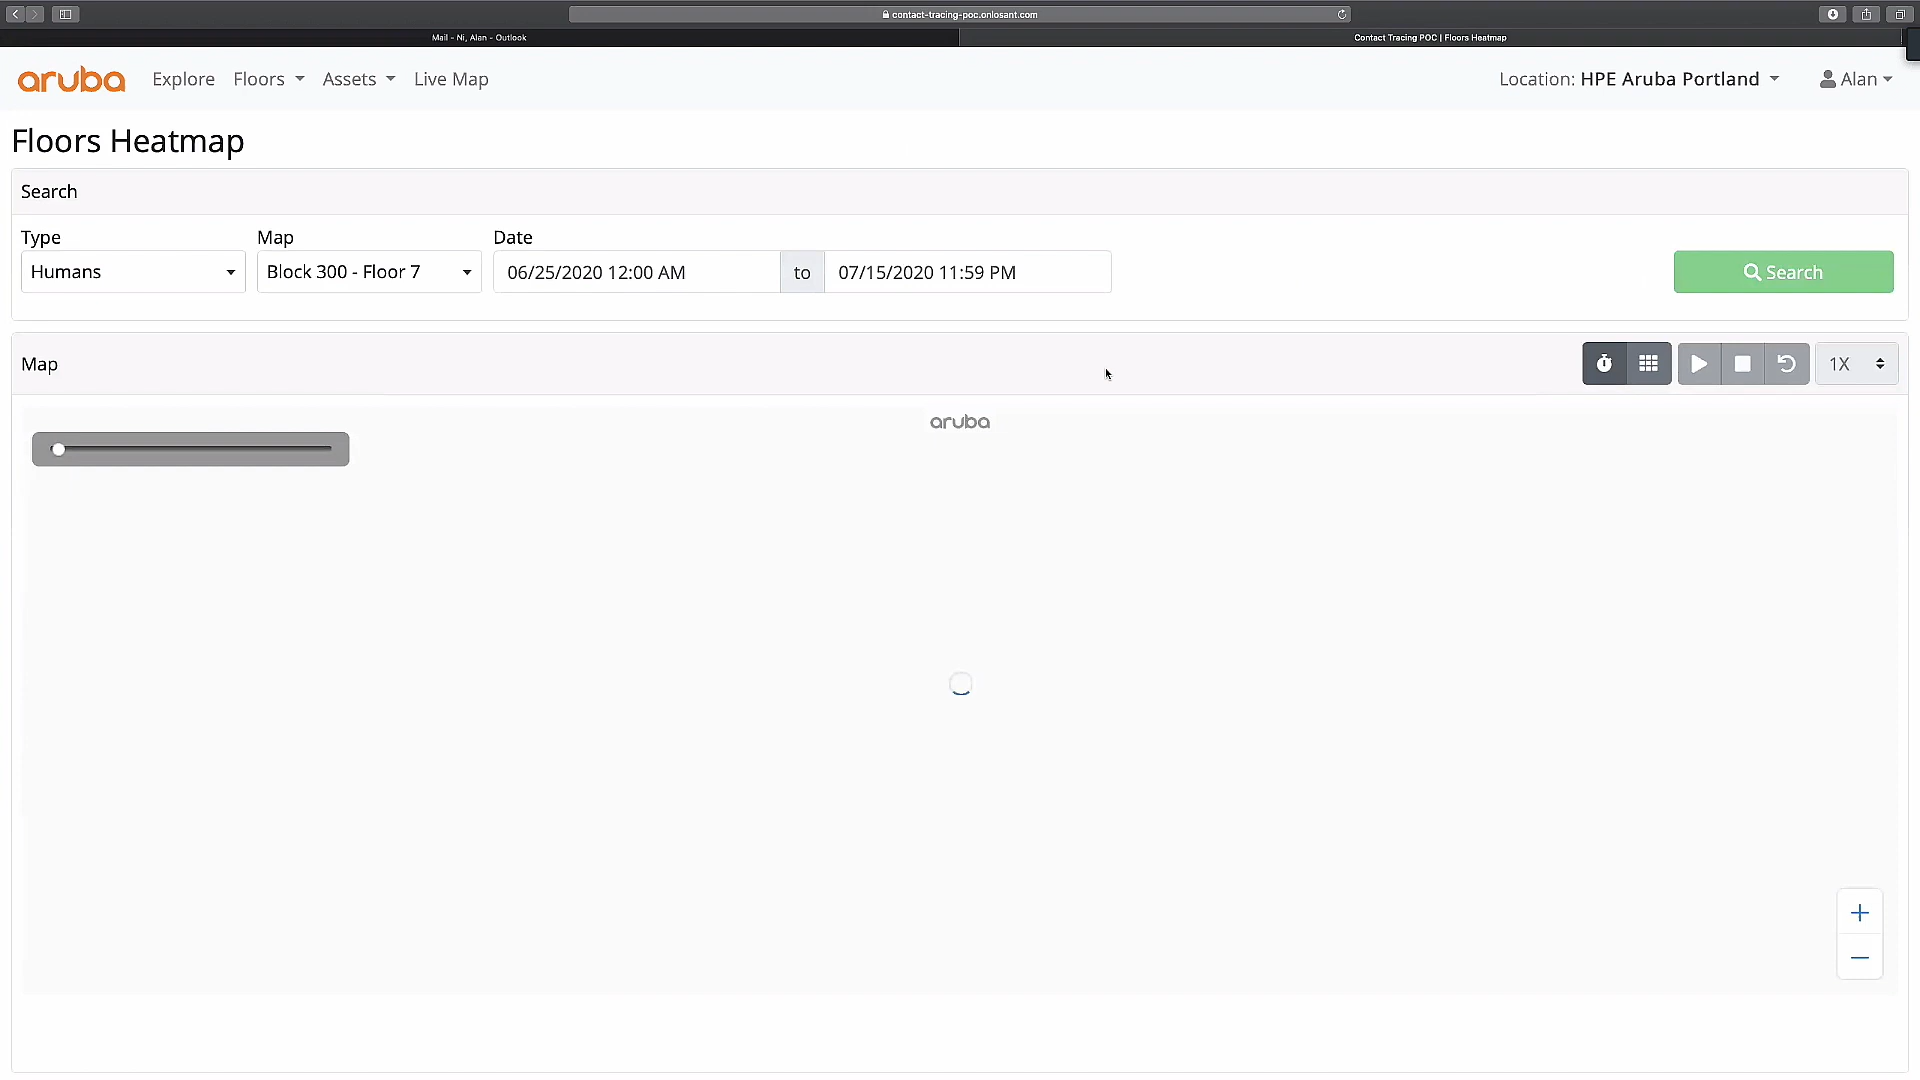 contact-tracing-poc.onlosant.com
Mail - Ni, Alan - Outlook
Contact Tracing POC | Floors Heatmap
aruba
Explore
Floors
Assets
Live Map
Location: HPE Aruba Portland
Alan
Floors Heatmap
Search
Type
Map
Date
Humans
Block 300 - Floor 7
06/25/2020 12:00 AM
to
07/15/2020 11:59 PM
Search
Map
1X
aruba